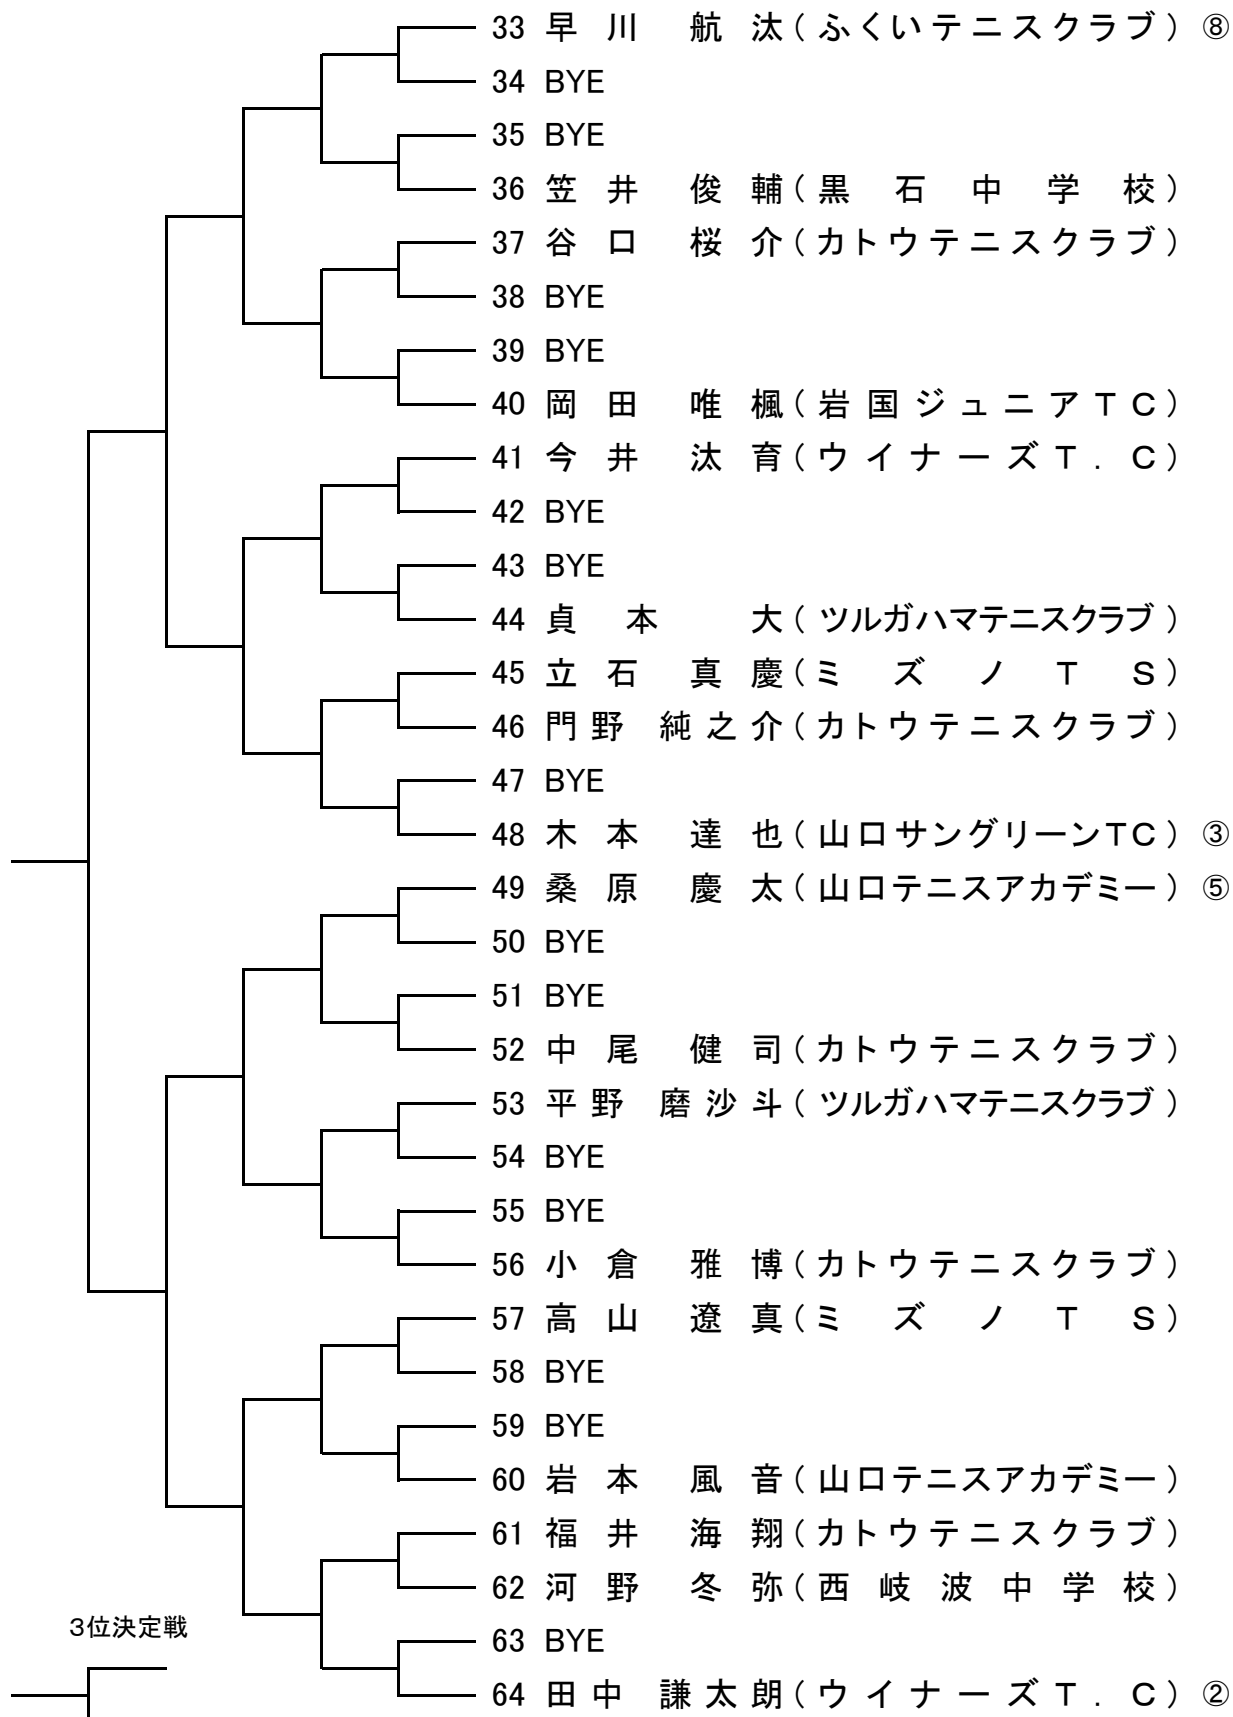 33 早川 航汰(ふくいテニスクラブ) ⑧
34 BYE
35 BYE
36 笠井 俊輔(黒石中学校)
37 谷口 桜介(カトウテニスクラブ)
38 BYE
39 BYE
40 岡田 唯楓(岩国ジュニアTC)
41 今井 汰育(ウイナーズT.C)
42 BYE
43 BYE
44 貞本 大(ツルガハマテニスクラブ)
45 立石 真慶(ミズノTS)
46 門野 純之介(カトウテニスクラブ)
47 BYE
48 木本 達也(山口サングリーンTC) ③
49 桑原 慶太(山口テニスアカデミー) ⑤
50 BYE
51 BYE
52 中尾 健司(カトウテニスクラブ)
53 平野 磨沙斗(ツルガハマテニスクラブ)
54 BYE
55 BYE
56 小倉 雅博(カトウテニスクラブ)
57 高山 遼真(ミズノTS)
58 BYE
59 BYE
60 岩本 風音(山口テニスアカデミー)
61 福井 海翔(カトウテニスクラブ)
62 河野 冬弥(西岐波中学校)
3位決定戦
63 BYE
64 田中 謙太朗(ウイナーズT.C) ②